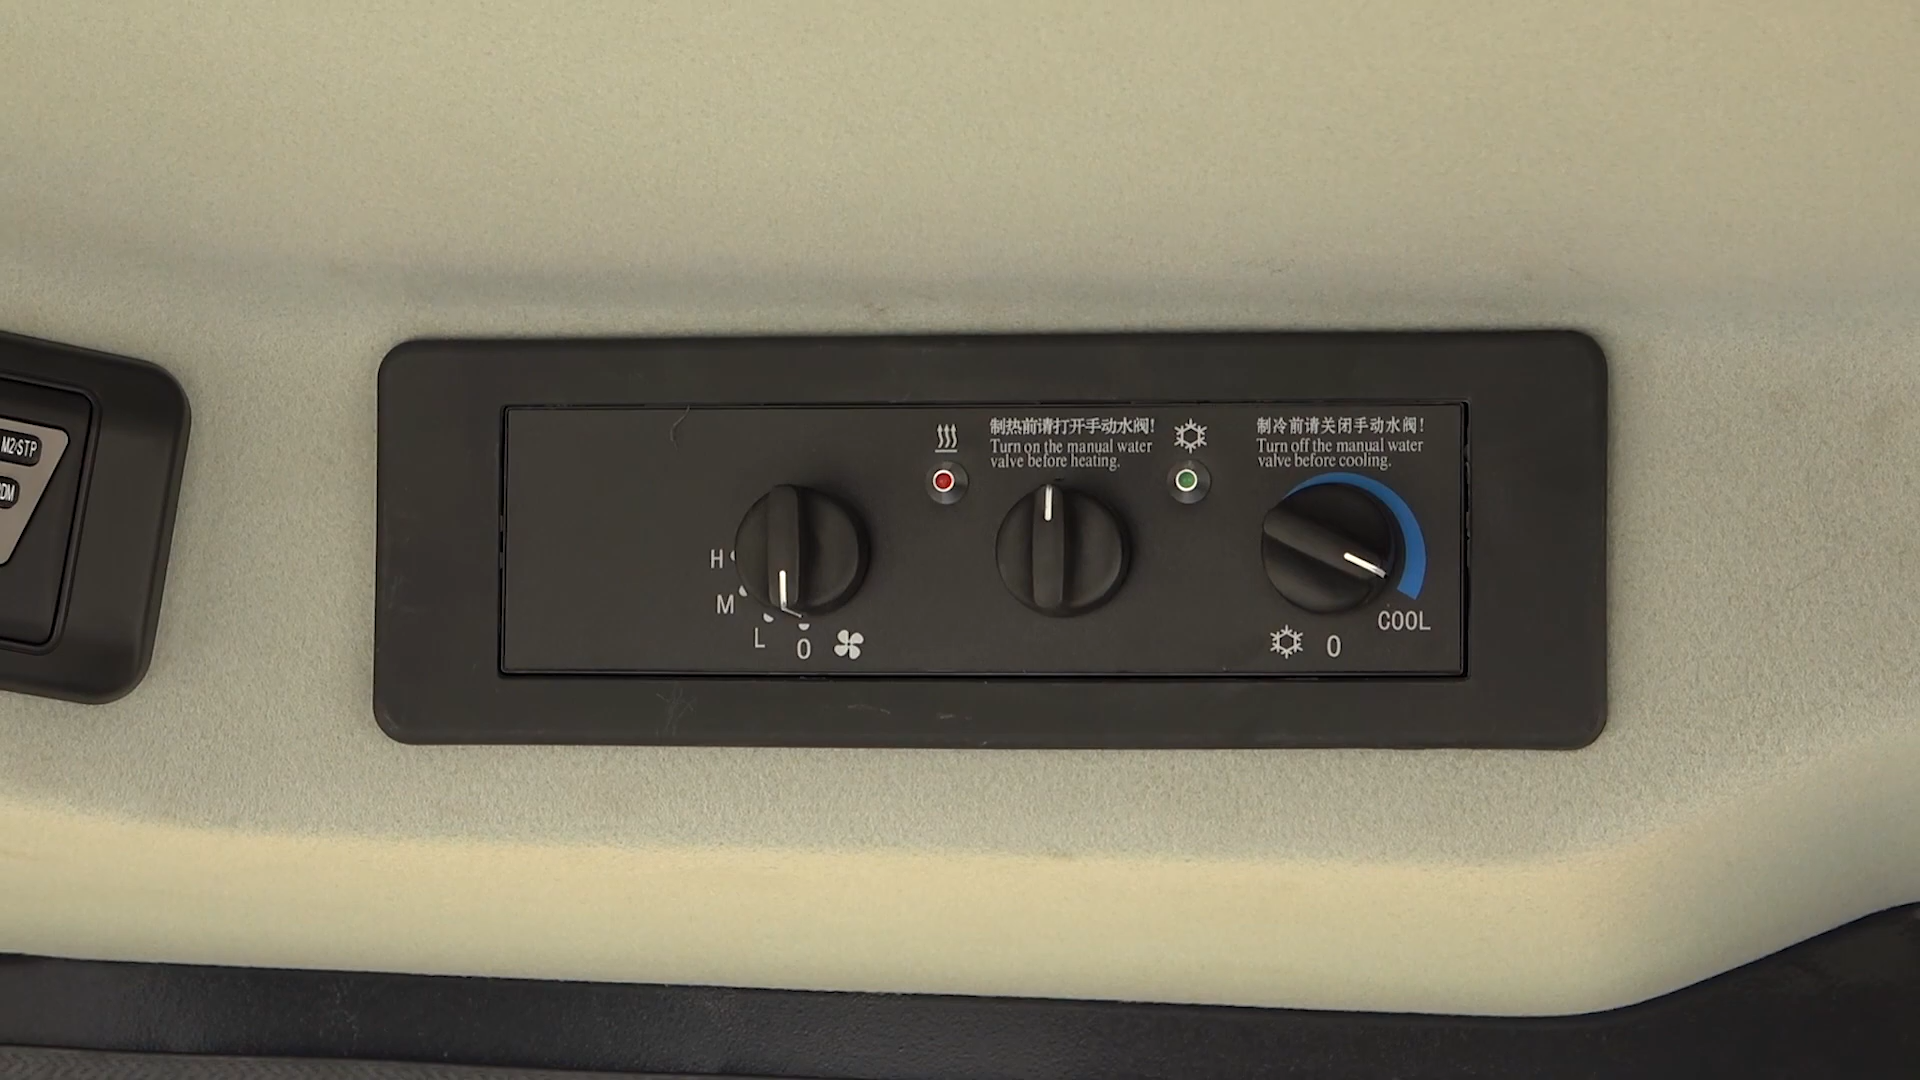 M2/STP
DM
制热前请打开手动水阀!
Turn on the manual water
valve before heating.
制冷前请关闭手动水阀!
Turn off the manual water
valve before cooling.
H
M
L
0
COOL
0